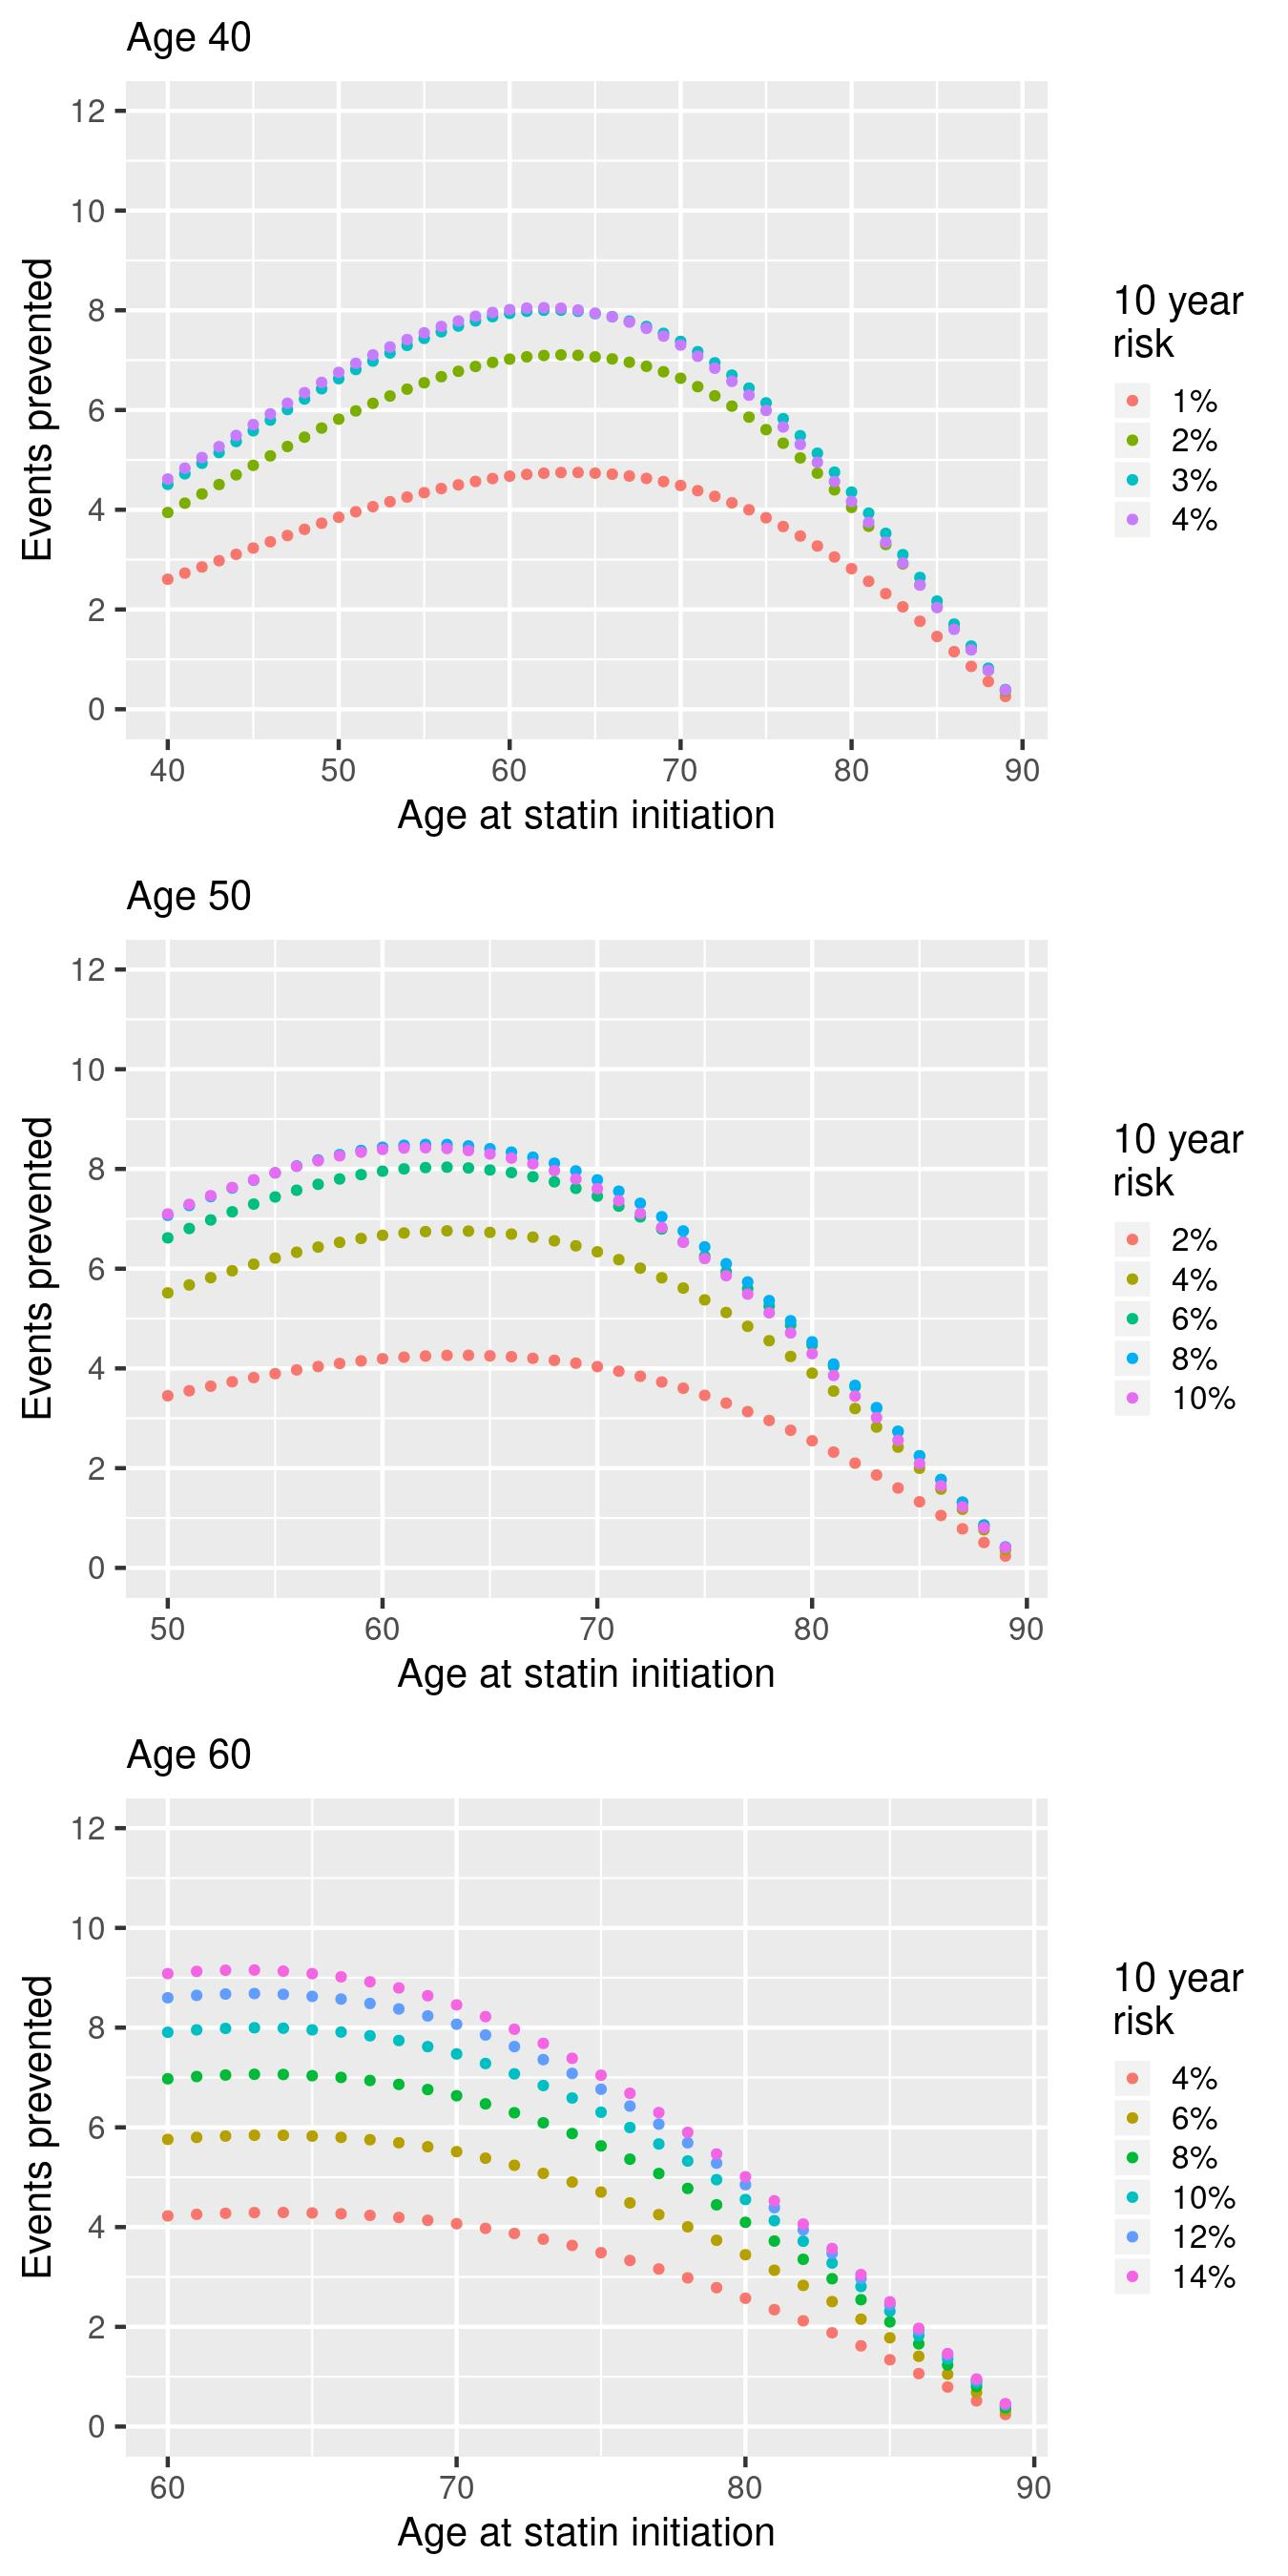 Age 40
12
10
8
6
4
2
0
Events prevented
40 50 60 70 80 90
Age at statin initiation
10 year
risk
1%
2%
3%
4%
Age 50
12
10
8
6
4
2
0
Events prevented
50 60 70 80 90
Age at statin initiation
10 year
risk
2%
4%
6%
8%
10%
Age 60
12
10
8
6
4
2
0
Events prevented
60 70 80 90
Age at statin initiation
10 year
risk
4%
6%
8%
10%
12%
14%